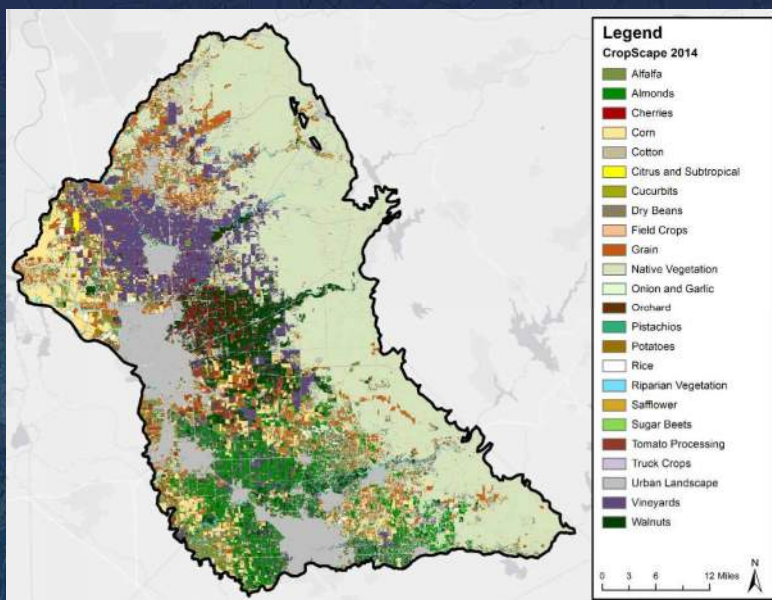 Legend
CropScape 2014
Alfalfa
Almonds
Cherries
Corn
Cotton
Citrus and Subtropical
Cucurbits
Dry Beans
Field Crops
Grain
Native Vegetation
Onion and Garlic
Orchard
Pistachios
Potatoes
Rice
Riparian Vegetation
Safflower
Sugar Beets
Tomato Processing
Truck Crops
Urban Landscape
Vineyards
Walnuts
N
0 3 6 12 Miles